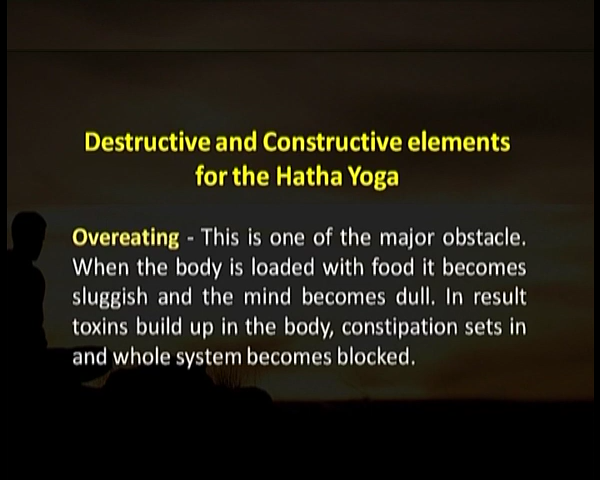 Destructive and Constructive elements
for the Hatha Yoga
Overeating - This is one of the major obstacle.
When the body is loaded with food it becomes
sluggish and the mind becomes dull. In result
toxins build up in the body, constipation sets in
and whole system becomes blocked.